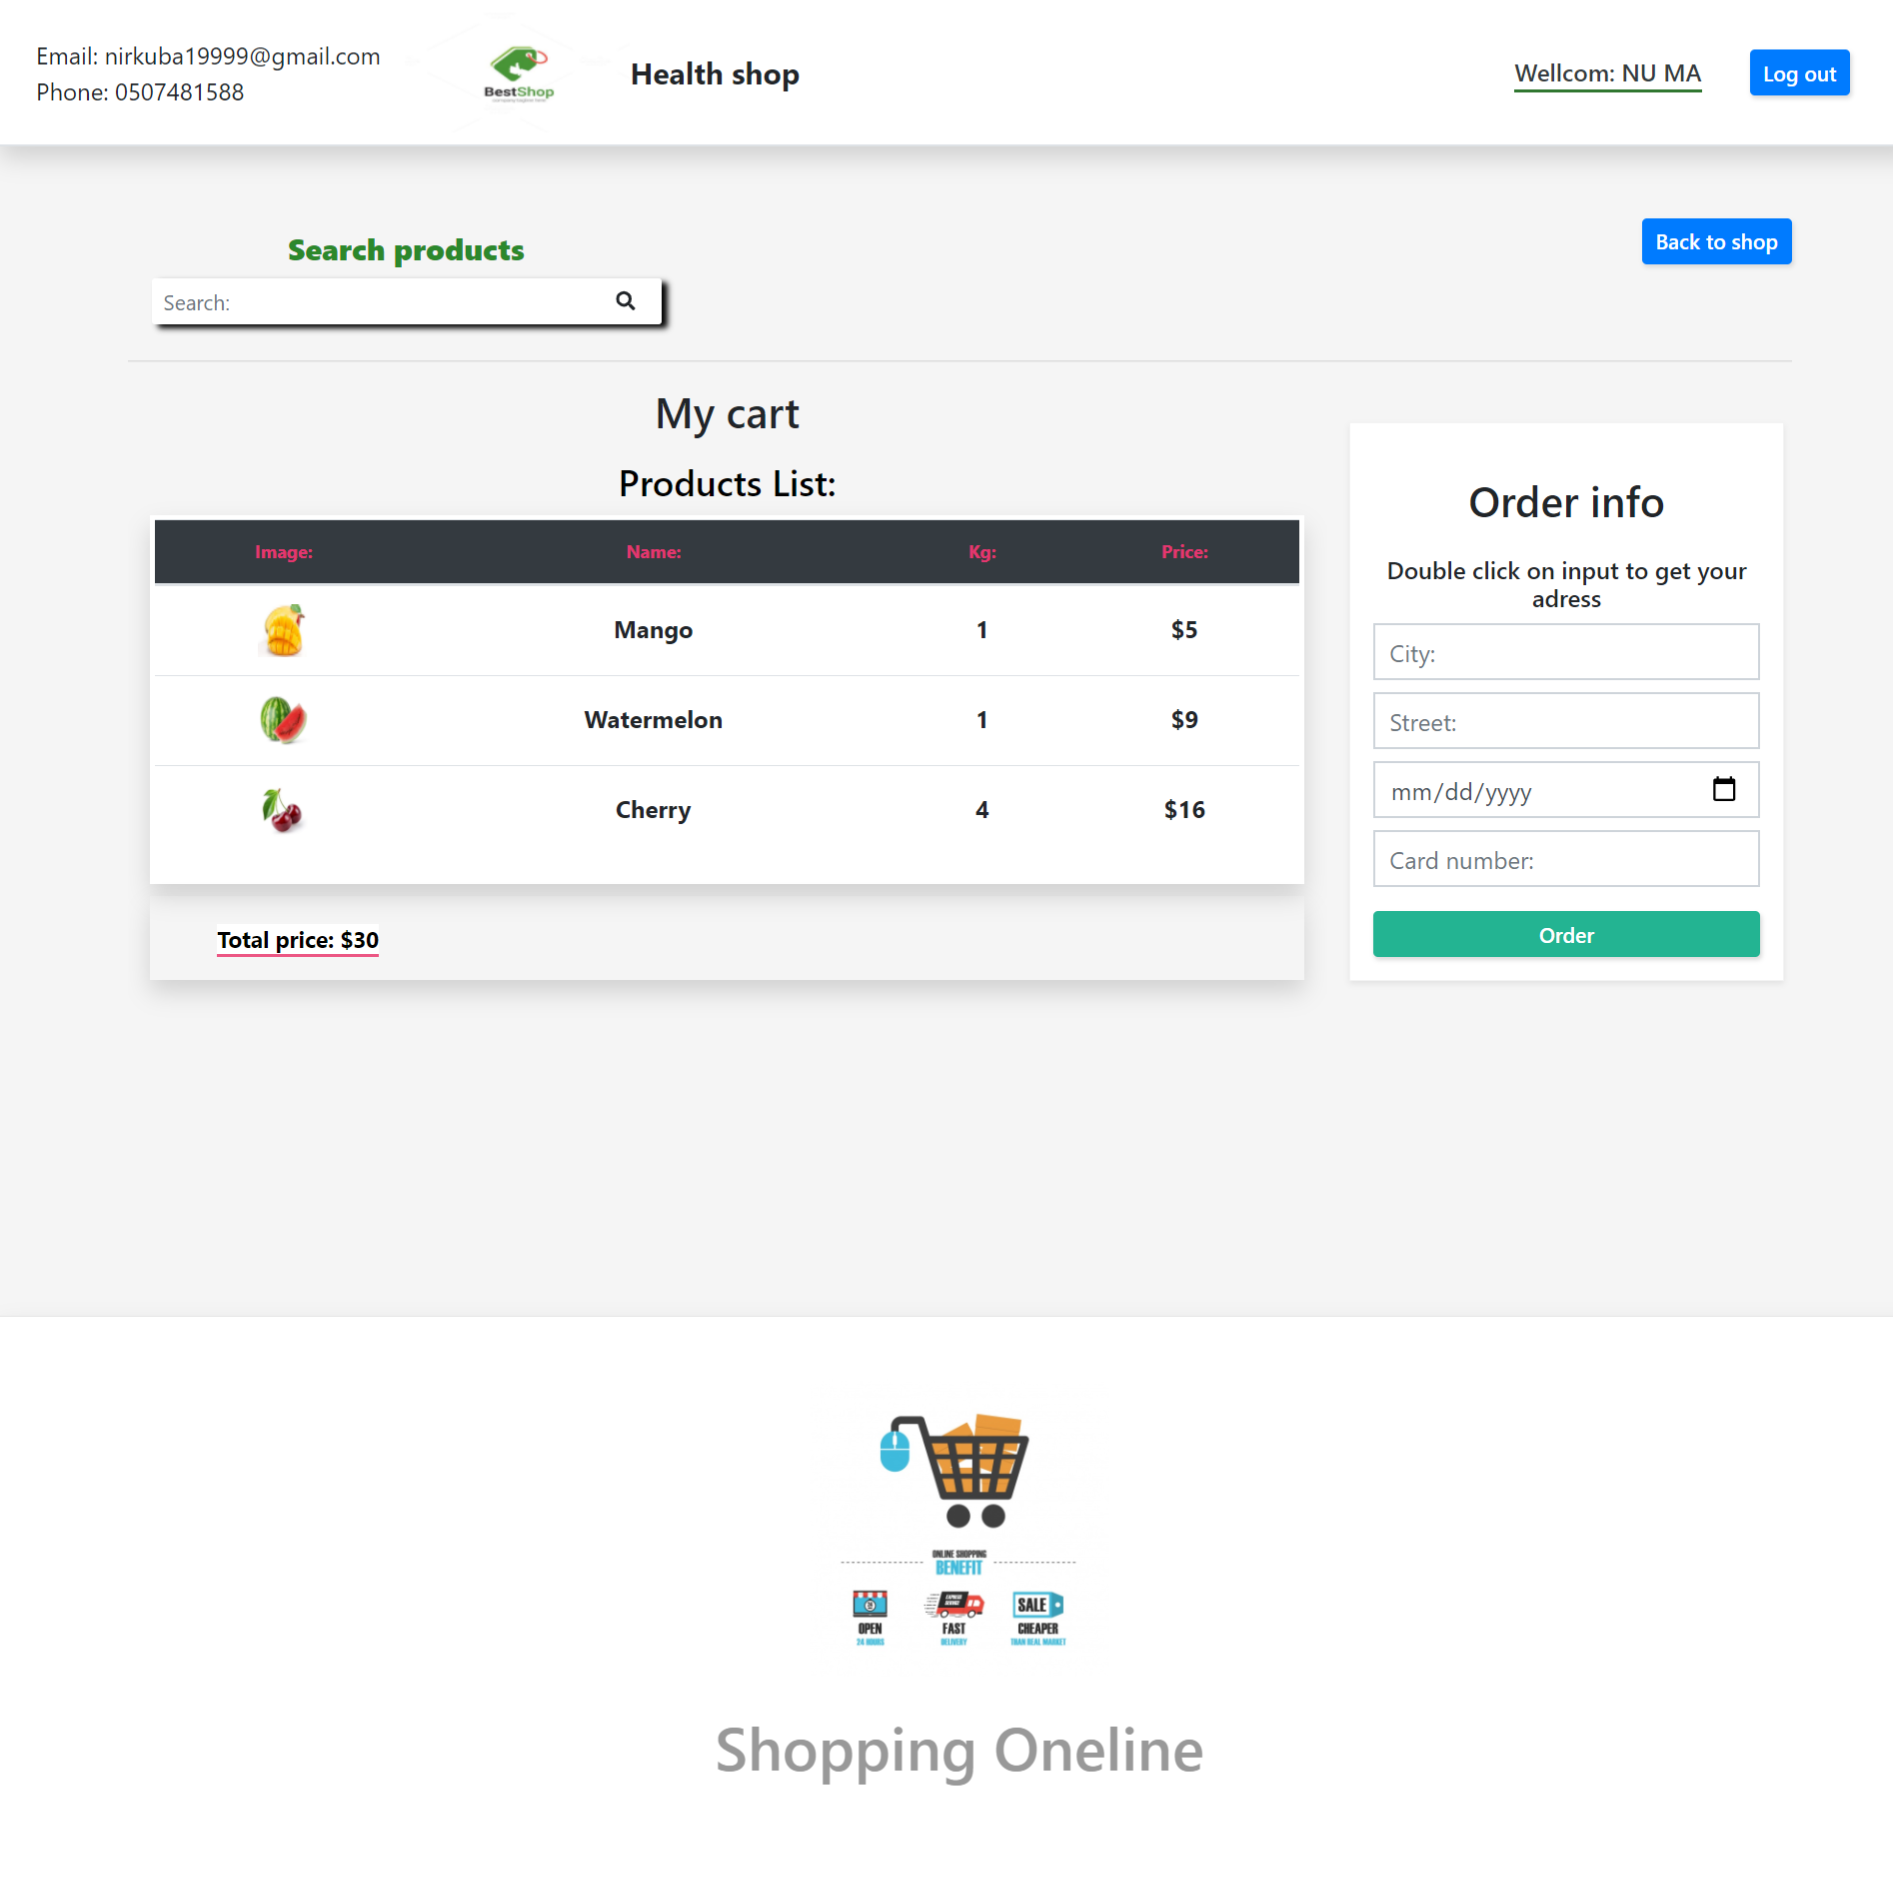 Email: nirkuba19999@gmail.com
Phone: 0507481588
BestShop
Health shop
Wellcom: NU MA
Log out
Search products
Back to shop
Search:
My cart
Products List:
Image: Name: Kg: Price:
Mango 1 $5
Watermelon 1 $9
Cherry 4 $16
Total price: $30
Order info
Double click on input to get your
adress
City:
Street:
mm/dd/yyyy
Card number:
Order
ONLINE SHOPPING
BENEFIT
OPEN
24 HOURS
FAST
DELIVERY
SALE
CHEAPER
THAN REAL MARKET
Shopping Oneline